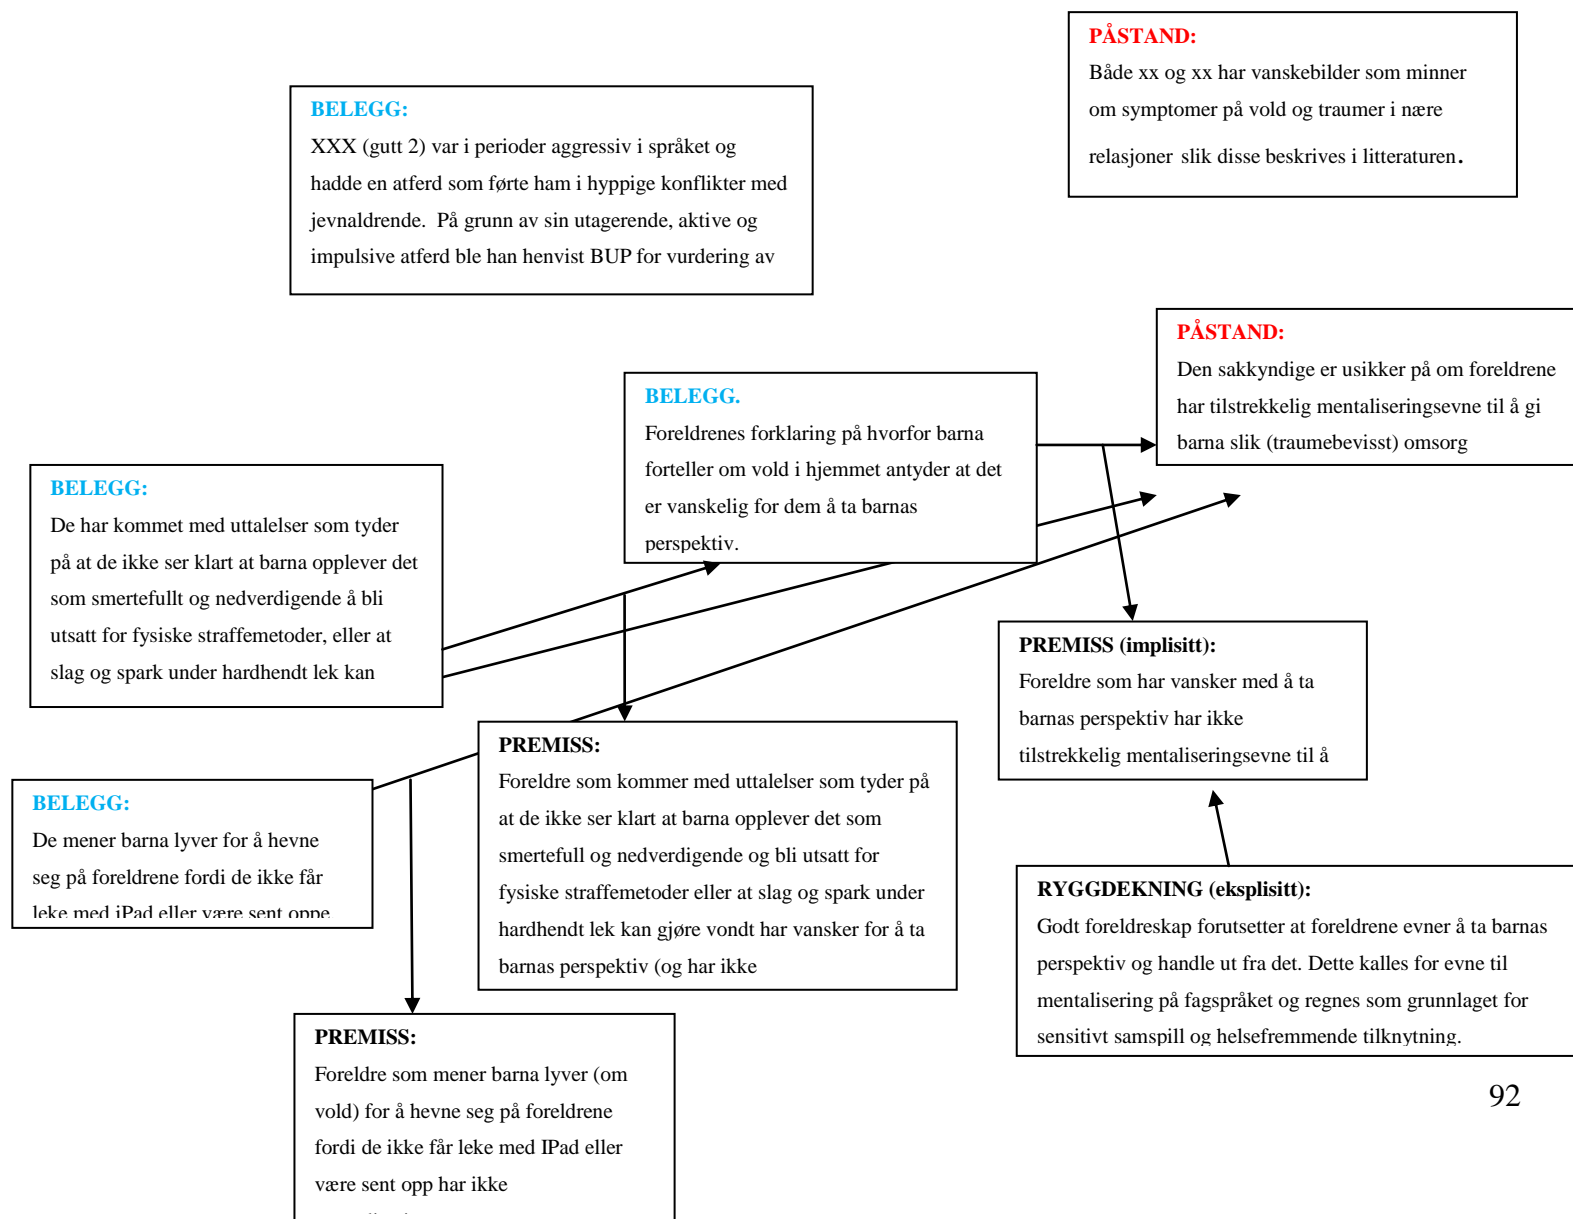 PÅSTAND:
Både xx og xx har vanskebilder som minner
om symptomer på vold og traumer i nære
relasjoner slik disse beskrives i litteraturen.
BELEGG:
XXX (gutt 2) var i perioder aggressiv i språket og
hadde en atferd som førte ham i hyppige konflikter med
jevnaldrende. På grunn av sin utagerende, aktive og
impulsive atferd ble han henvist BUP for vurdering av
PÅSTAND:
Den sakkyndige er usikker på om foreldrene
har tilstrekkelig mentaliseringsevne til å gi
barna slik (traumebevisst) omsorg
BELEGG.
Foreldrenes forklaring på hvorfor barna
forteller om vold i hjemmet antyder at det
er vanskelig for dem å ta barnas
perspektiv.
BELEGG:
De har kommet med uttalelser som tyder
på at de ikke ser klart at barna opplever det
som smertefullt og nedverdigende å bli
utsatt for fysiske straffemetoder, eller at
slag og spark under hardhendt lek kan
PREMISS (implisitt):
Foreldre som har vansker med å ta
barnas perspektiv har ikke
tilstrekkelig mentaliseringsevne til å
PREMISS:
Foreldre som kommer med uttalelser som tyder på
at de ikke ser klart at barna opplever det som
smertefull og nedverdigende og bli utsatt for
fysiske straffemetoder eller at slag og spark under
hardhendt lek kan gjøre vondt har vansker for å ta
barnas perspektiv (og har ikke
BELEGG:
De mener barna lyver for å hevne
seg på foreldrene fordi de ikke får
leke med iPad eller være sent oppe
RYGGDEKNING (eksplisitt):
Godt foreldreskap forutsetter at foreldrene evner å ta barnas
perspektiv og handle ut fra det. Dette kalles for evne til
mentalisering på fagspråket og regnes som grunnlaget for
sensitivt samspill og helsefremmende tilknytning.
PREMISS:
Foreldre som mener barna lyver (om
vold) for å hevne seg på foreldrene
fordi de ikke får leke med IPad eller
være sent opp har ikke
92